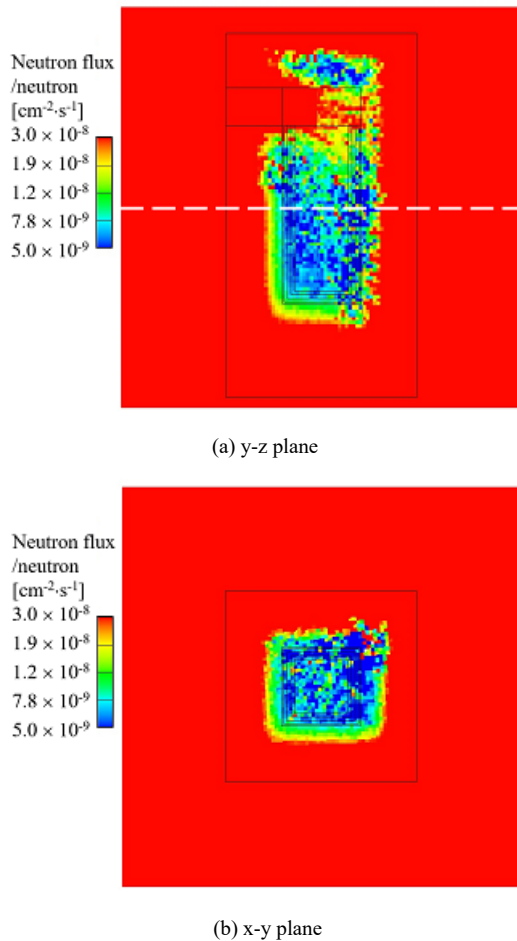 Neutron flux
/neutron
[cm⁻²·s⁻¹]
3.0 × 10⁻⁸
1.9 × 10⁻⁸
1.2 × 10⁻⁸
7.8 × 10⁻⁹
5.0 × 10⁻⁹
(a) y-z plane
Neutron flux
/neutron
[cm⁻²·s⁻¹]
3.0 × 10⁻⁸
1.9 × 10⁻⁸
1.2 × 10⁻⁸
7.8 × 10⁻⁹
5.0 × 10⁻⁹
(b) x-y plane